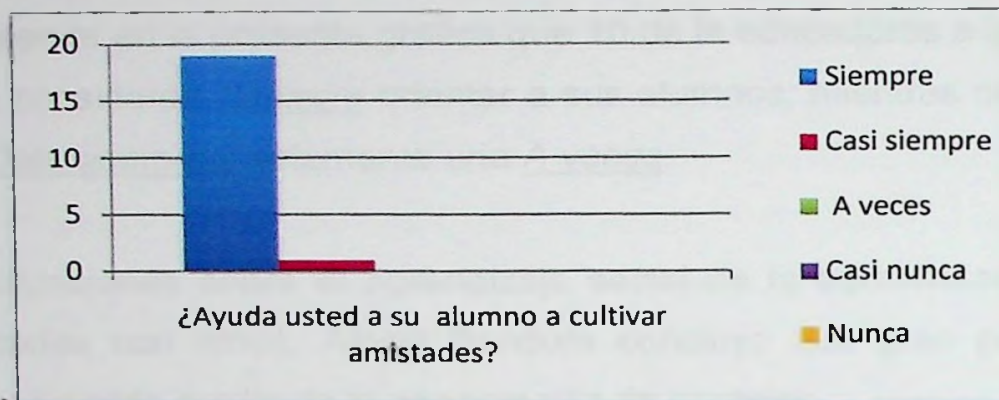 20
15
10
5
0
¿Ayuda usted a su alumno a cultivar
amistades?
Siempre
Casi siempre
A veces
Casi nunca
Nunca